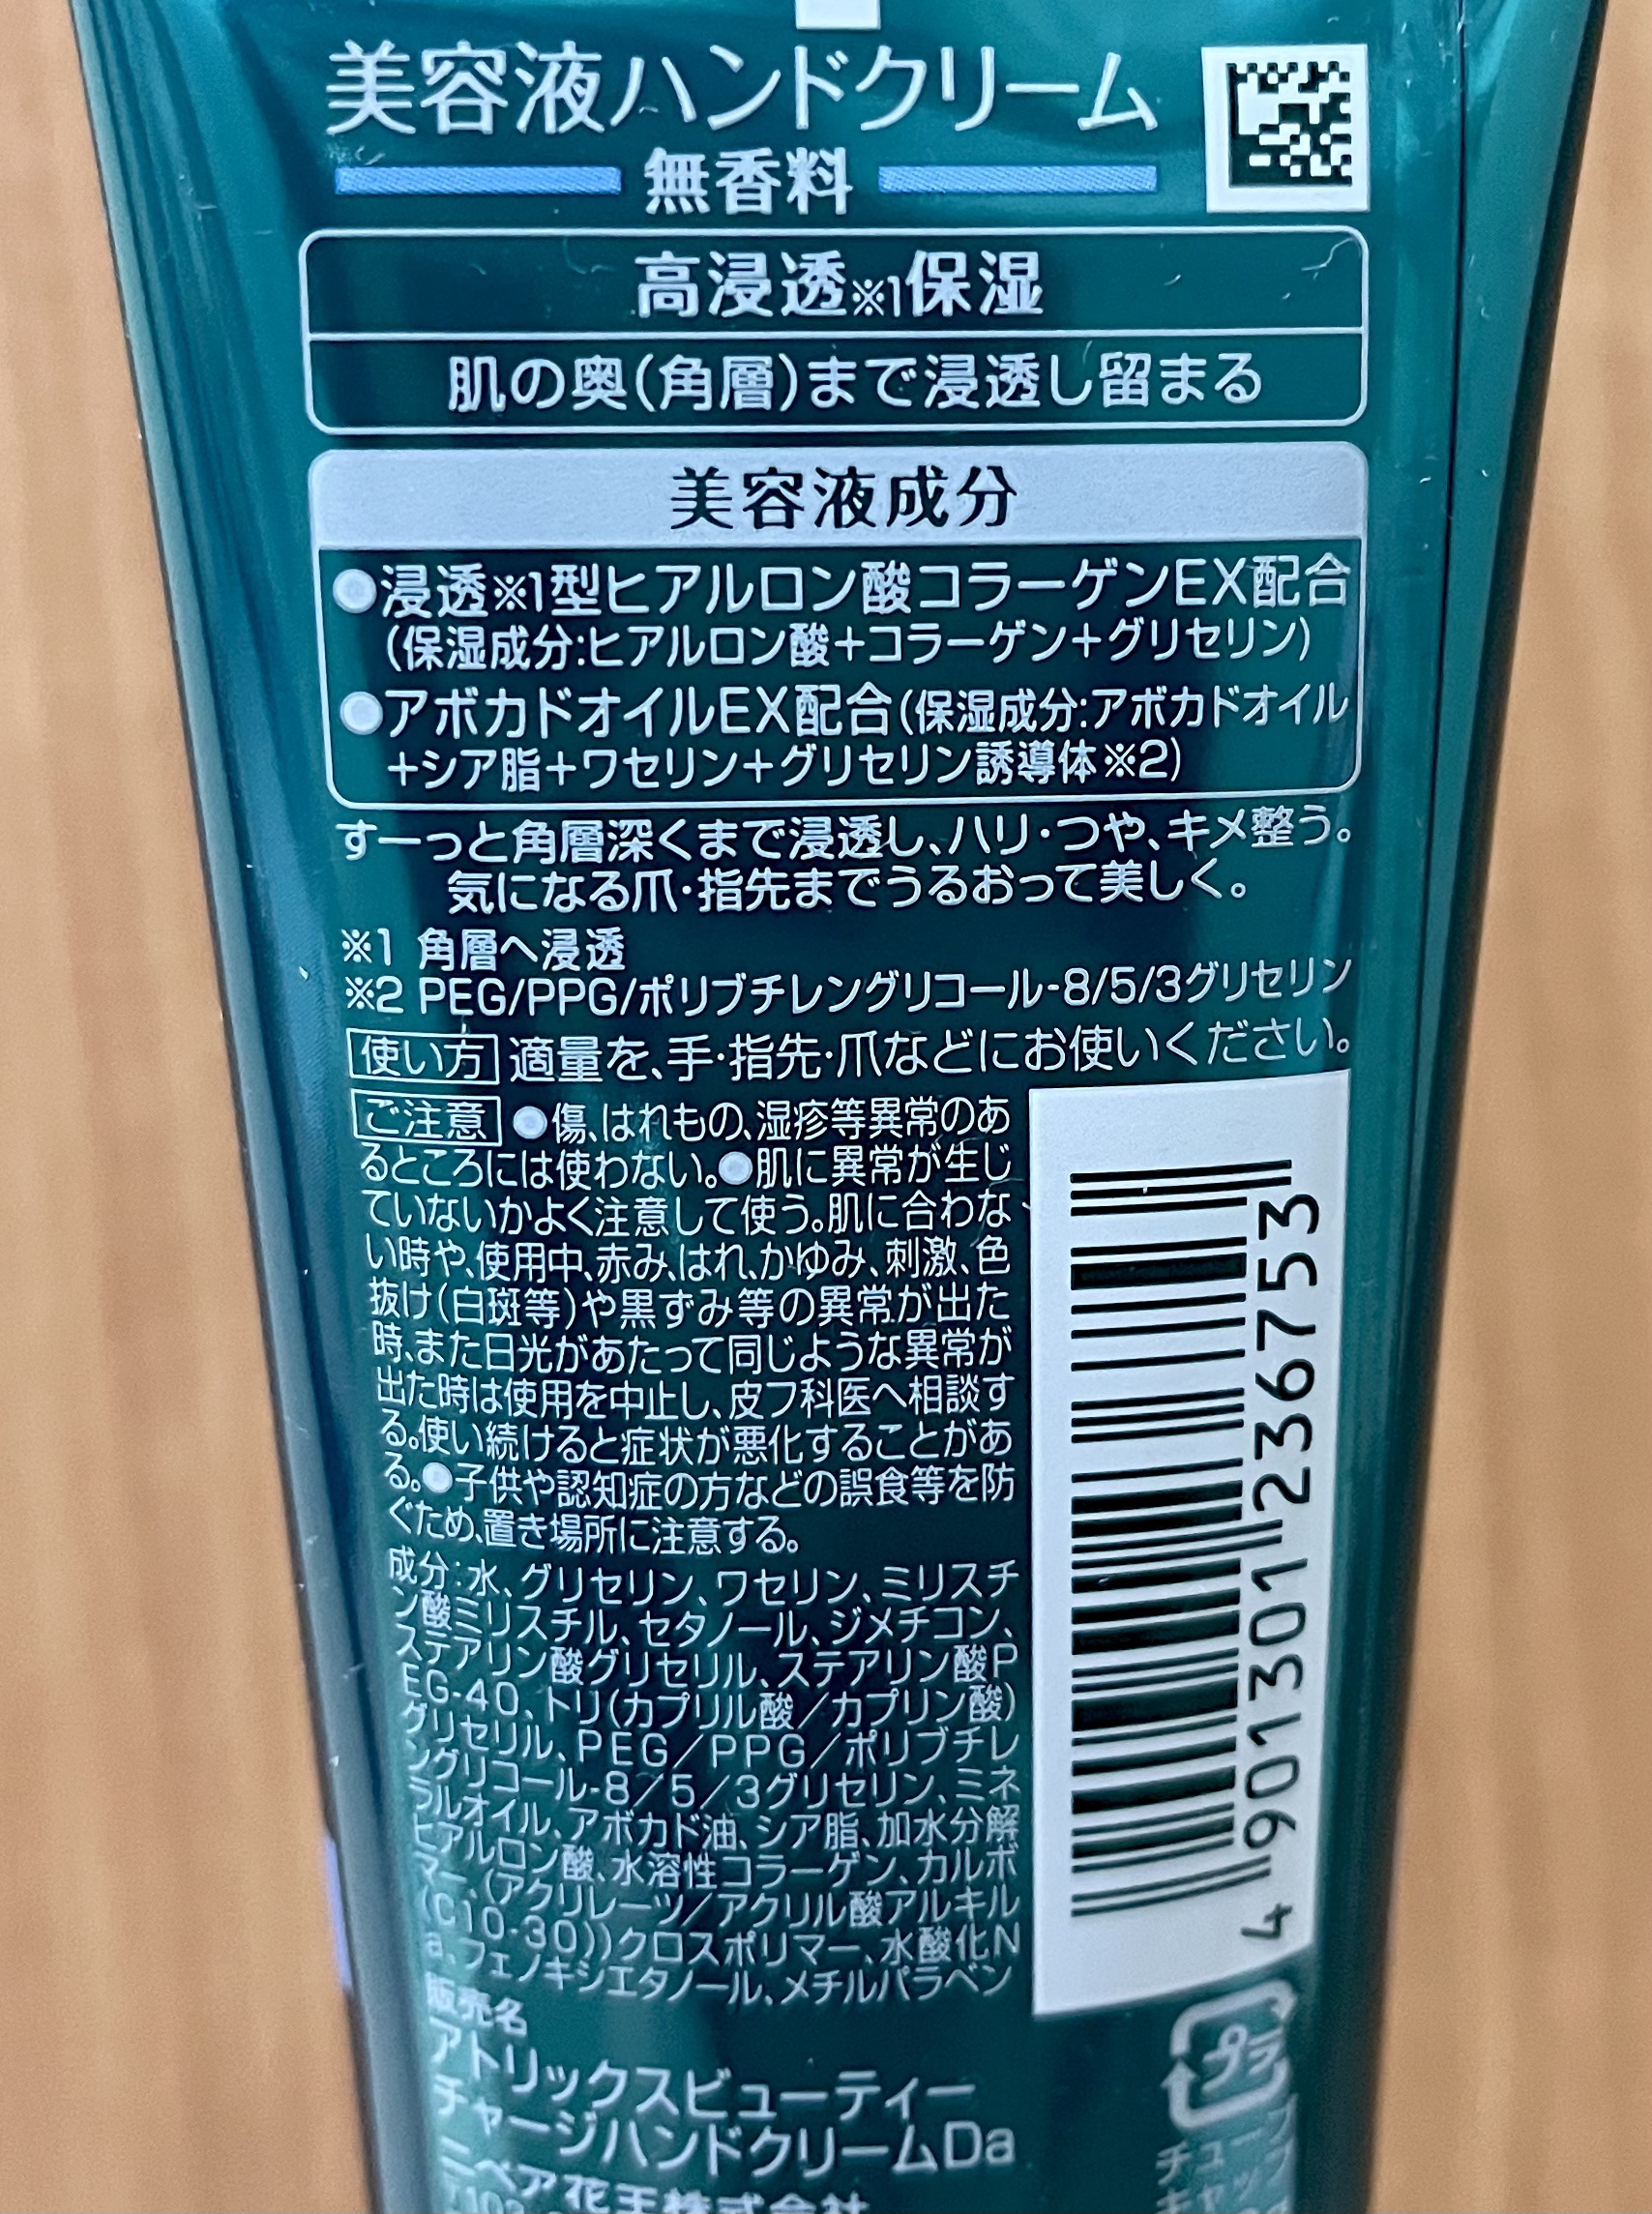 美容液ハンドクリーム
無香料
高浸透※1保湿
肌の奥(角層)まで浸透し留まる
美容液成分
●浸透※1型ヒアルロン酸コラーゲンEX配合
(保湿成分:ヒアルロン酸+コラーゲン+グリセリン)
●アボカドオイルEX配合(保湿成分:アボカドオイル
+シア脂+ワセリン+グリセリン誘導体※2)
すーっと角層深くまで浸透し、ハリ・つや、キメ整う。
気になる爪・指先までうるおって美しく。
※1 角層へ浸透
※2 PEG/PPG/ポリブチレングリコール-8/5/3グリセリン
使い方 適量を、手・指先・爪などにお使いください。
ご注意 ●傷、はれもの、湿疹等異常のあ
るところには使わない。●肌に異常が生じ
ていないかよく注意して使う。肌に合わな
い時や、使用中、赤み、はれ、かゆみ、刺激、色
抜け(白斑等)や黒ずみ等の異常が出た
時、また日光があたって同じような異常が
出た時は使用を中止し、皮フ科医へ相談す
る。使い続けると症状が悪化することがあ
る。●子供や認知症の方などの誤食等を防
ぐため、置き場所に注意する。
成分:水、グリセリン、ワセリン、ミリスチ
ン酸ミリスチル、セタノール、ジメチコン、
ステアリン酸グリセリル、ステアリン酸P
EG-40、トリ(カプリル酸/カプリン酸)
グリセリル、PEG/PPG/ポリブチレ
ングリコール-8/5/3グリセリン、ミネ
ラルオイル、アボカド油、シア脂、加水分解
ヒアルロン酸、水溶性コラーゲン、カルボ
マー、(アクリレーツ/アクリル酸アルキル
(C10-30))クロスポリマー、水酸化N
a、フェノキシエタノール、メチルパラベン
販売名
アトリックスビューティー
チャージハンドクリームDa
ニベア花王株式会社
4 901301 236753
プラ
チューブ
キャップ